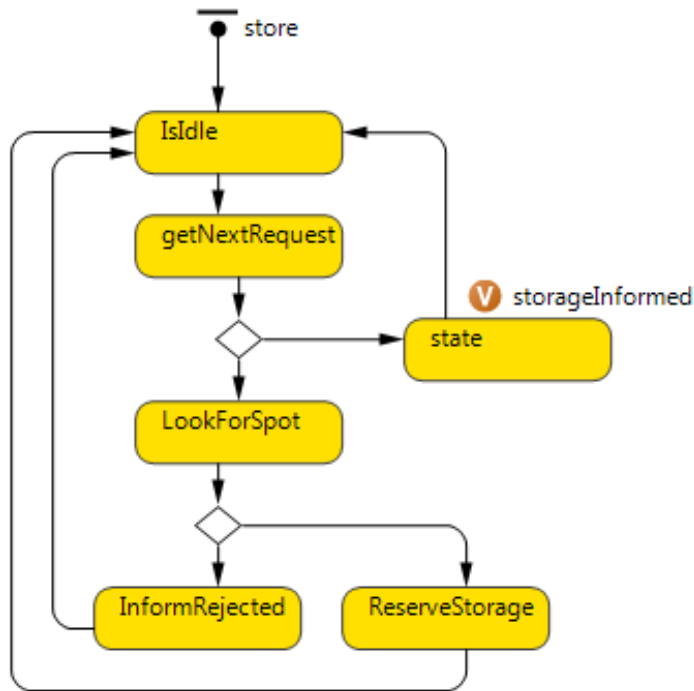 store
IsIdle
getNextRequest
V storageInformed
state
LookForSpot
InformRejected
ReserveStorage